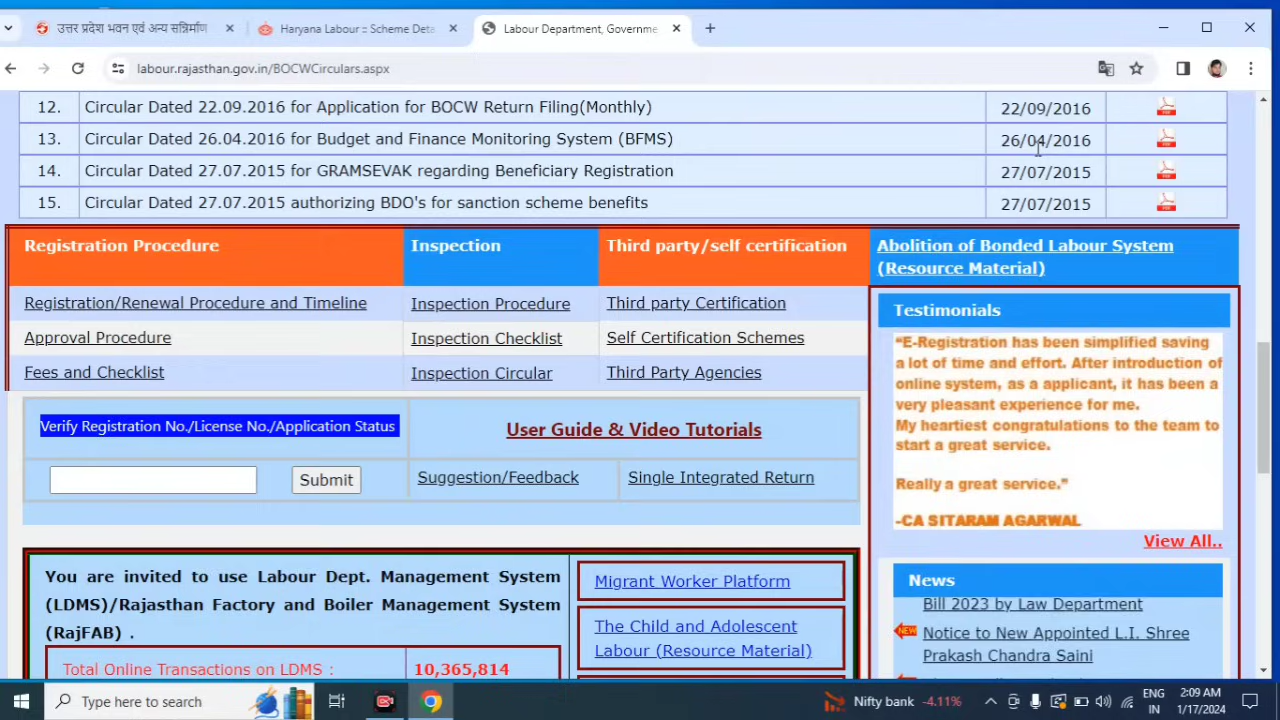 उत्तर प्रदेश भवन एवं अन्य सन्निर्माण
Haryana Labour :: Scheme Deta
Labour Department, Governme
labour.rajasthan.gov.in/BOCWCirculars.aspx
12. Circular Dated 22.09.2016 for Application for BOCW Return Filing(Monthly) 22/09/2016
13. Circular Dated 26.04.2016 for Budget and Finance Monitoring System (BFMS) 26/04/2016
14. Circular Dated 27.07.2015 for GRAMSEVAK regarding Beneficiary Registration 27/07/2015
15. Circular Dated 27.07.2015 authorizing BDO's for sanction scheme benefits 27/07/2015
Registration Procedure
Inspection
Third party/self certification
Registration/Renewal Procedure and Timeline
Inspection Procedure
Third party Certification
Approval Procedure
Inspection Checklist
Self Certification Schemes
Fees and Checklist
Inspection Circular
Third Party Agencies
Abolition of Bonded Labour System
(Resource Material)
Testimonials
“E-Registration has been simplified saving
a lot of time and effort. After introduction of
online system, as a applicant, it has been a
very pleasant experience for me.
My heartiest congratulations to the team to
start a great service.
Really a great service.”
-CA SITARAM AGARWAL
View All..
Verify Registration No./License No./Application Status
User Guide & Video Tutorials
Submit
Suggestion/Feedback
Single Integrated Return
You are invited to use Labour Dept. Management System
(LDMS)/Rajasthan Factory and Boiler Management System
(RajFAB) .
Total Online Transactions on LDMS : 10,365,814
Migrant Worker Platform
The Child and Adolescent
Labour (Resource Material)
News
Bill 2023 by Law Department
NEW
Notice to New Appointed L.I. Shree
Prakash Chandra Saini
Type here to search
Nifty bank -4.11%
ENG
IN
2:09 AM
1/17/2024